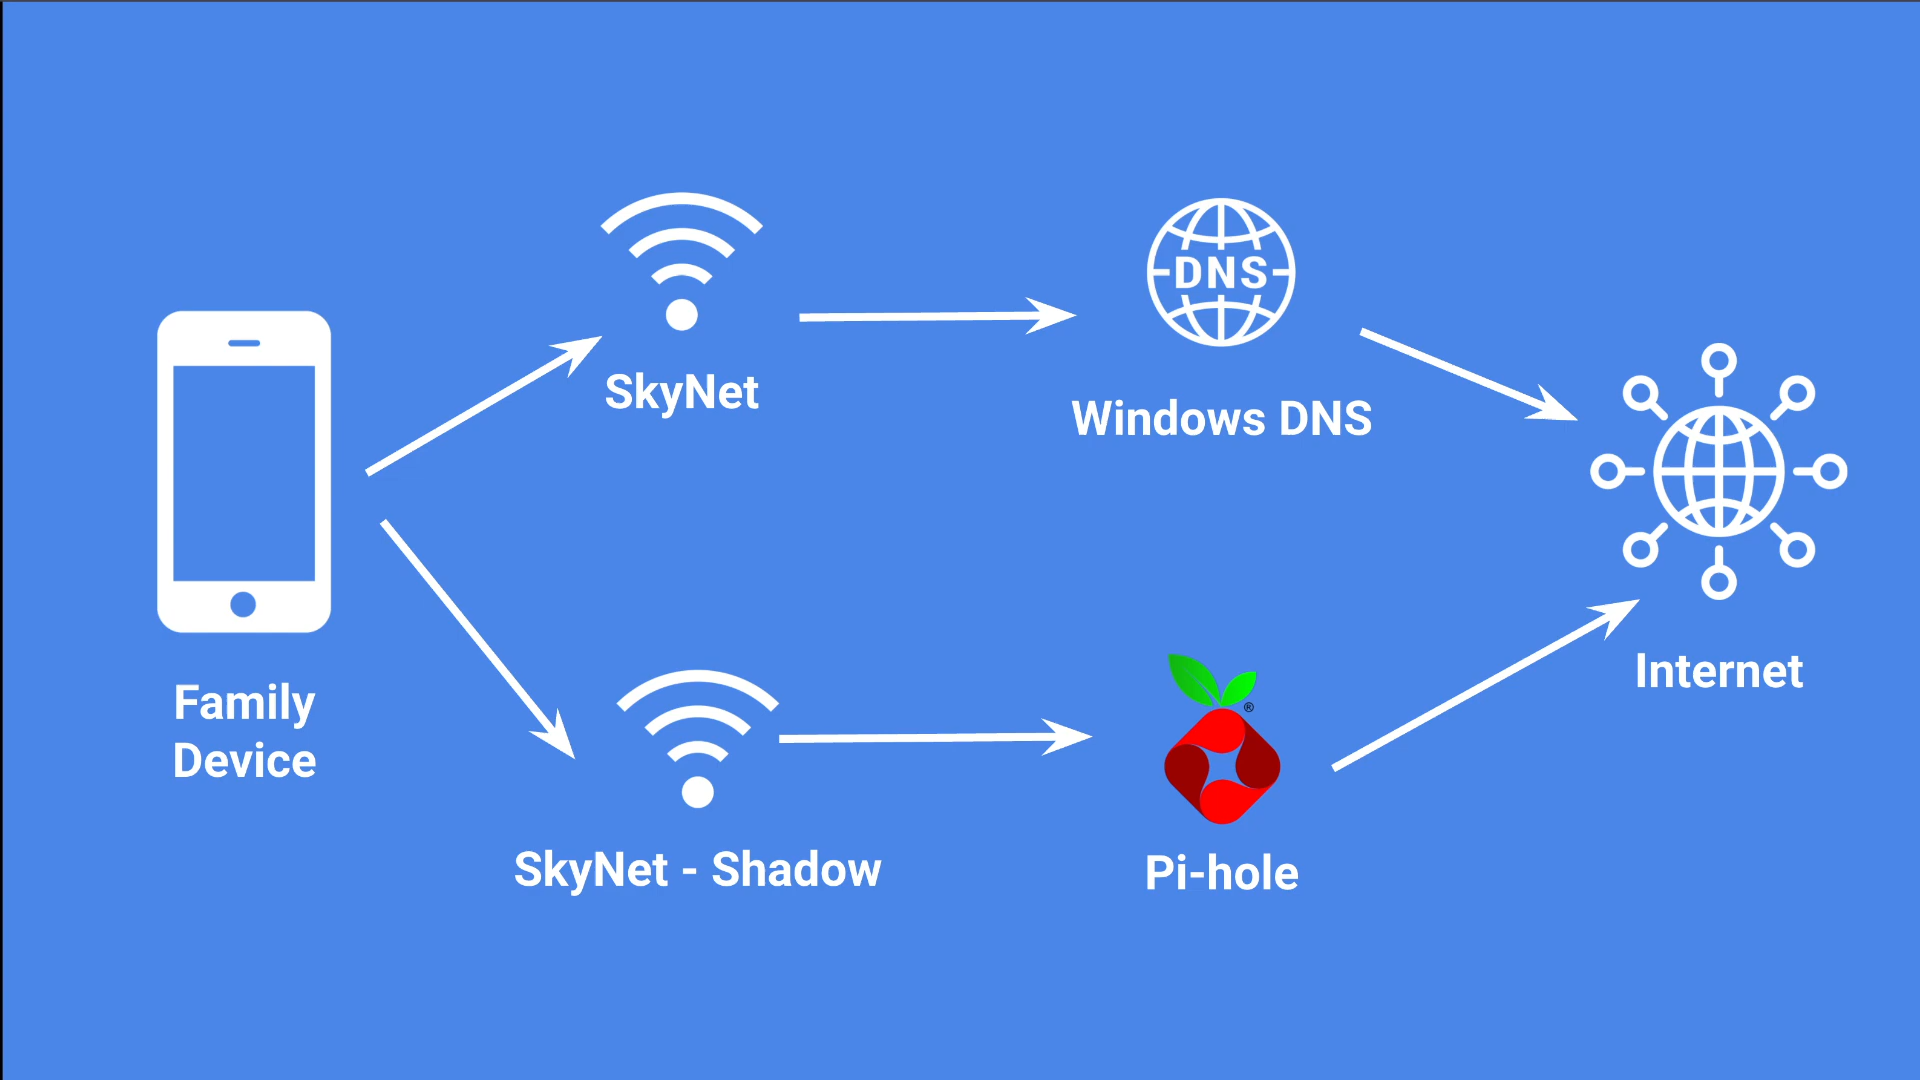 DNS
SkyNet
Windows DNS
Family
Device
Internet
®
SkyNet - Shadow
Pi-hole